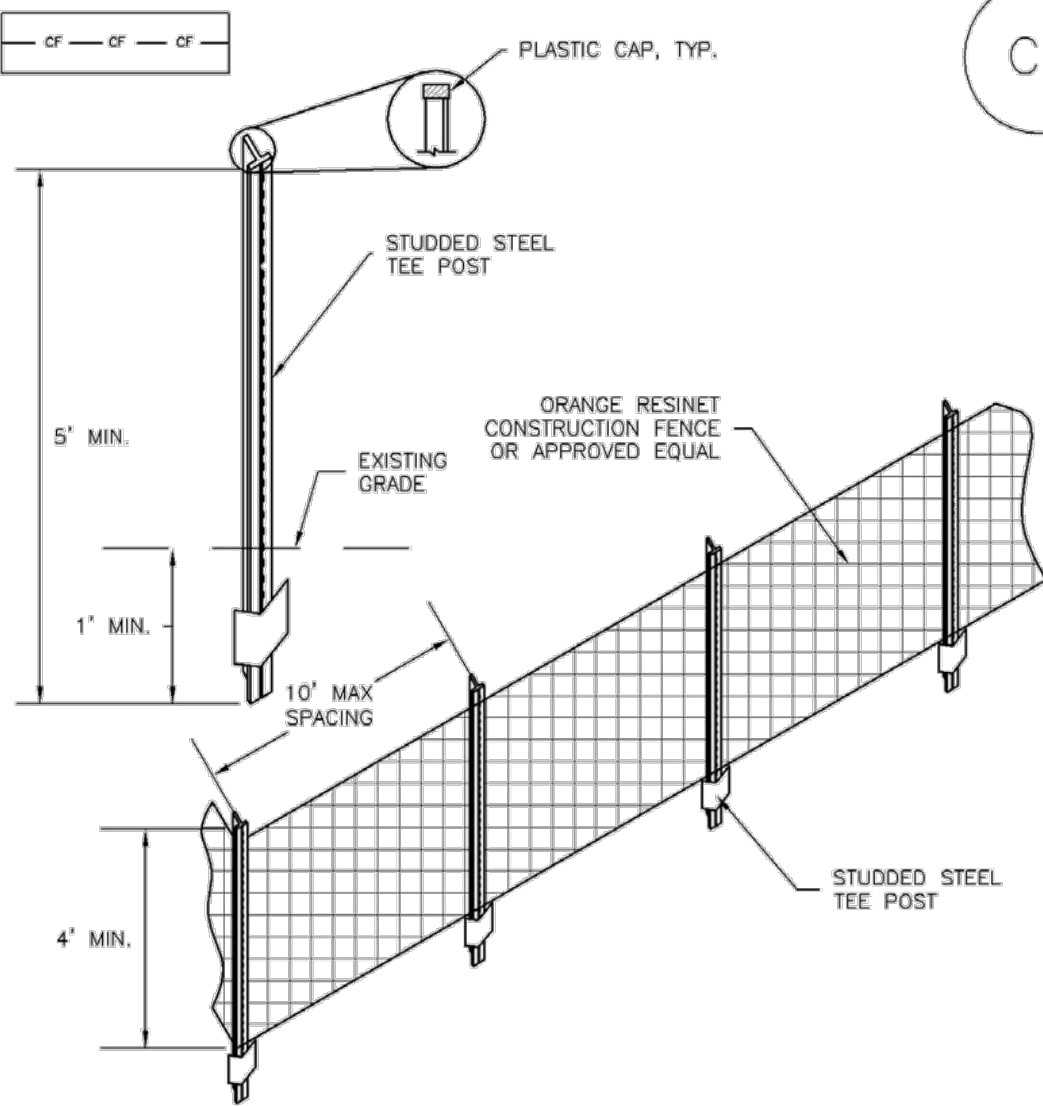 CF CF CF
C
PLASTIC CAP, TYP.
STUDDED STEEL
TEE POST
5' MIN.
ORANGE RESINET
CONSTRUCTION FENCE
OR APPROVED EQUAL
EXISTING
GRADE
1' MIN.
10' MAX
SPACING
STUDDED STEEL
TEE POST
4' MIN.